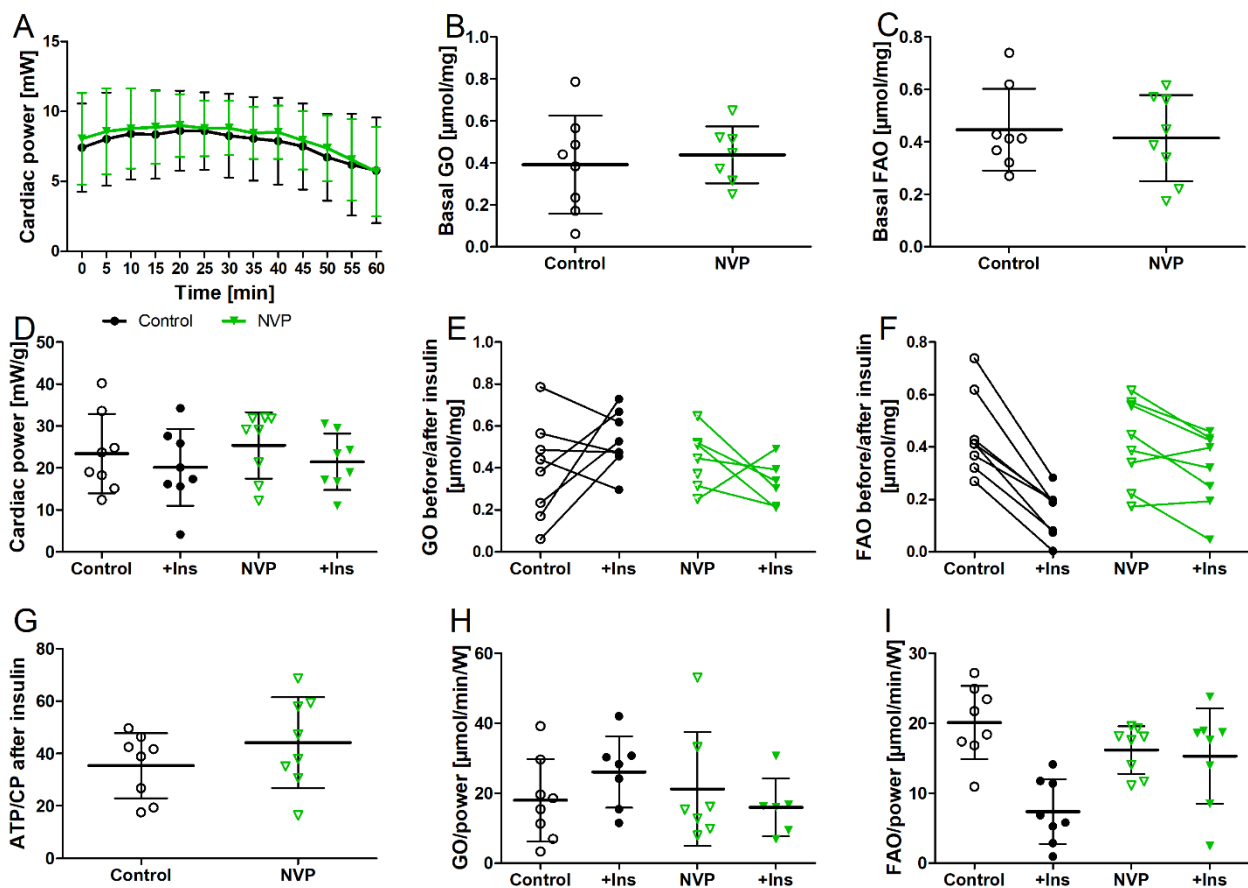 A
Cardiac power [mW]
15
10
5
0
0 5 10 15 20 25 30 35 40 45 50 55 60
Time [min]
Control NVP
B
Basal GO [µmol/mg]
1.0
0.8
0.6
0.4
0.2
0.0
Control NVP
C
Basal FAO [µmol/mg]
0.8
0.6
0.4
0.2
0.0
Control NVP
D
Cardiac power [mW/g]
50
40
30
20
10
0
Control +Ins NVP +Ins
E
GO before/after insulin
[µmol/mg]
1.0
0.8
0.6
0.4
0.2
0.0
Control +Ins NVP +Ins
F
FAO before/after insulin
[µmol/mg]
0.8
0.6
0.4
0.2
0.0
Control +Ins NVP +Ins
G
ATP/CP after insulin
80
60
40
20
0
Control NVP
H
GO/power [µmol/min/W]
60
40
20
0
Control +Ins NVP +Ins
I
FAO/power [µmol/min/W]
30
20
10
0
Control +Ins NVP +Ins